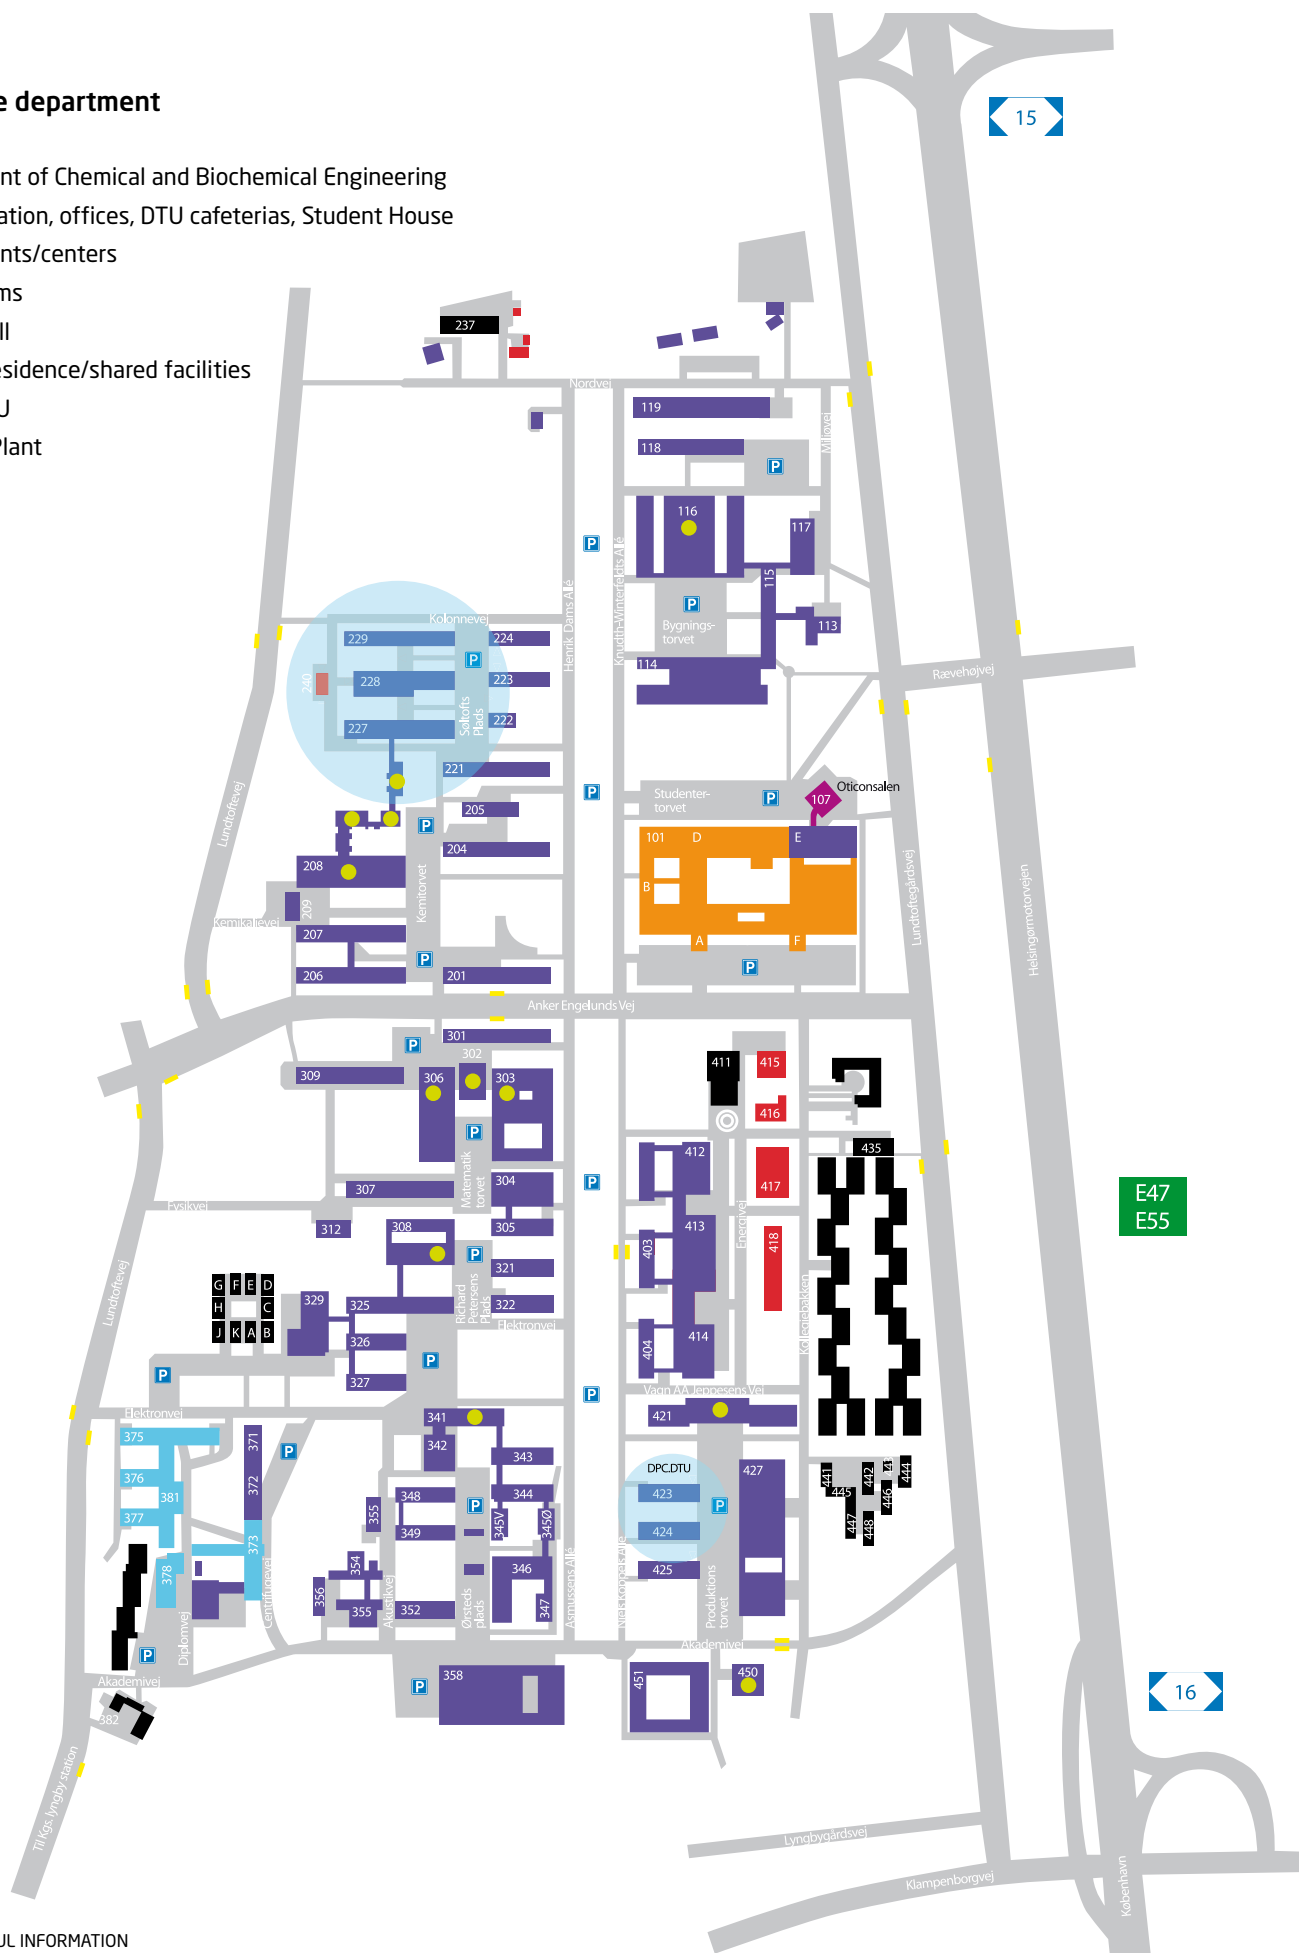 e department
nt of Chemical and Biochemical Engineering
ation, offices, DTU cafeterias, Student House
nts/centers
ms
ll
esidence/shared facilities
U
Plant
15
237
Nordvej
119
118
P
Miljøvej
116
117
P
115
Henrik Dams Allé
Knudth-Winterfeldts Allé
P
Bygnings-
torvet
113
Kolonnevej
229
224
P
114
Rævehøjvej
240
228
223
Søltofts
Plads
227
222
221
Lundtoftevej
P
Studenter-
torvet
P
107
Oticonsalen
205
P
101
D
E
204
208
B
Kemitorvet
209
Kemikalievej
207
A
F
Lundtoftegårdsvej
Helsingørmotorvejen
P
P
206
201
Anker Engelunds Vej
301
P
302
309
306
303
411
415
416
P
435
412
417
Matematik
torvet
304
307
P
Fysikvej
E47
E55
312
308
305
413
Energivej
403
418
P
321
Lundtoftevej
G
F
E
D
H
C
J
K
A
B
329
325
Richard
Petersens
Plads
322
Elektronvej
326
414
404
Kollegiebakken
P
P
327
Vagn AA Jeppesens Vej
P
Elektronvej
341
421
375
371
P
342
343
DPC.DTU
427
441
442
443
444
376
372
381
348
344
423
P
445
446
377
355
P
349
345V
345Ø
424
447
448
373
378
354
346
425
356
355
352
347
Centrifugevej
Akustikvej
Ørsteds
plads
Asmussens Allé
Niels Koppels Allé
Produktions
torvet
Diplomvej
P
Akademivej
Akademivej
358
P
451
450
16
382
Til Kgs. lyngby station
Lyngbygårdsvej
Klampenborgvej
København
UL INFORMATION